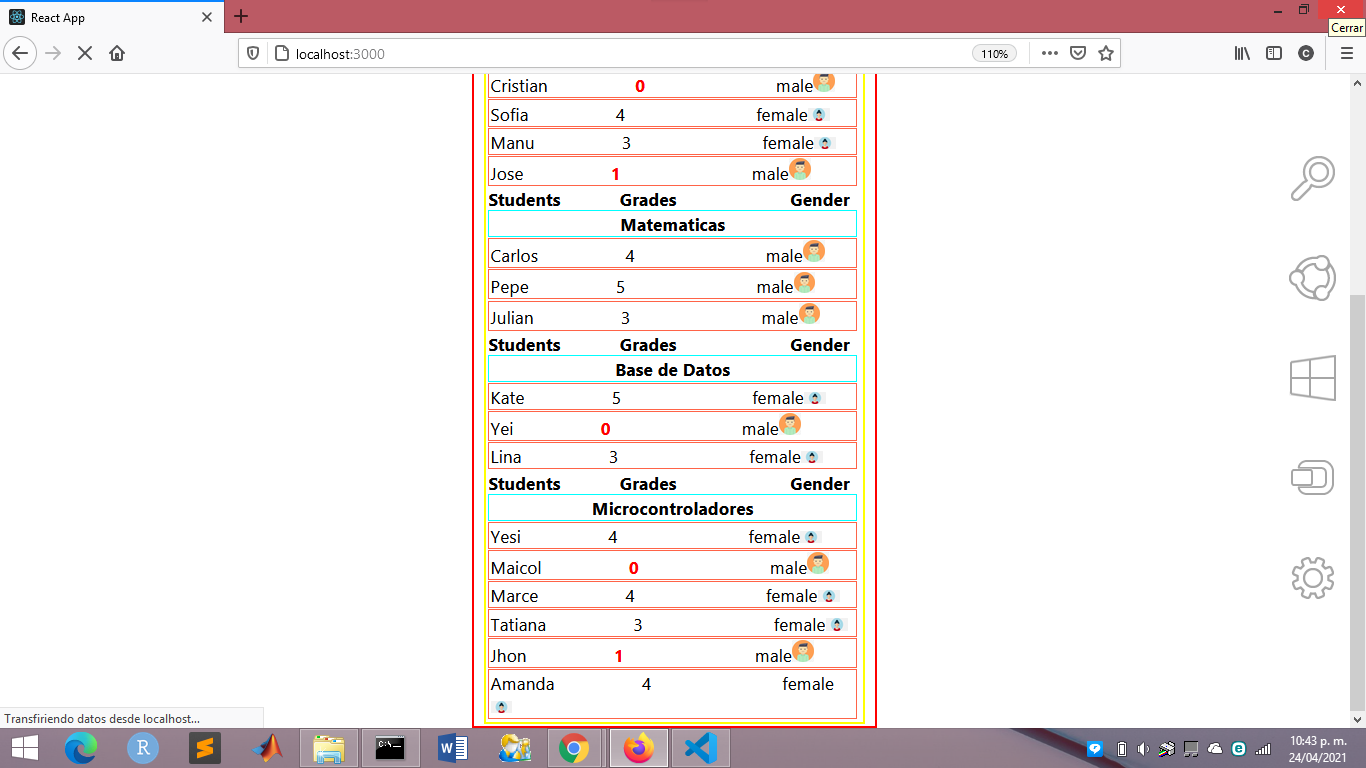 React App
Cerrar
localhost:3000
110%
Cristian 0 male
Sofia 4 female
Manu 3 female
Jose 1 male
Students Grades Gender
Matematicas
Carlos 4 male
Pepe 5 male
Julian 3 male
Students Grades Gender
Base de Datos
Kate 5 female
Yei 0 male
Lina 3 female
Students Grades Gender
Microcontroladores
Yesi 4 female
Maicol 0 male
Marce 4 female
Tatiana 3 female
Jhon 1 male
Amanda 4 female
Transfiriendo datos desde localhost...
10:43 p. m.
24/04/2021